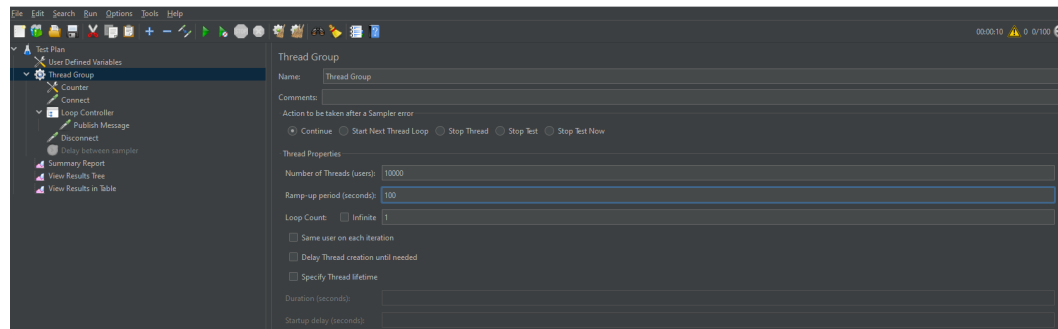 File Edit Search Run Options Tools Help
00:00:10 0 0/100
Test Plan
User Defined Variables
Thread Group
Counter
Connect
Loop Controller
Publish Message
Disconnect
Delay between sampler
Summary Report
View Results Tree
View Results in Table
Thread Group
Name: Thread Group
Comments:
Action to be taken after a Sampler error
Continue Start Next Thread Loop Stop Thread Stop Test Stop Test Now
Thread Properties
Number of Threads (users): 10000
Ramp-up period (seconds): 100
Loop Count: Infinite 1
Same user on each iteration
Delay Thread creation until needed
Specify Thread lifetime
Duration (seconds):
Startup delay (seconds):